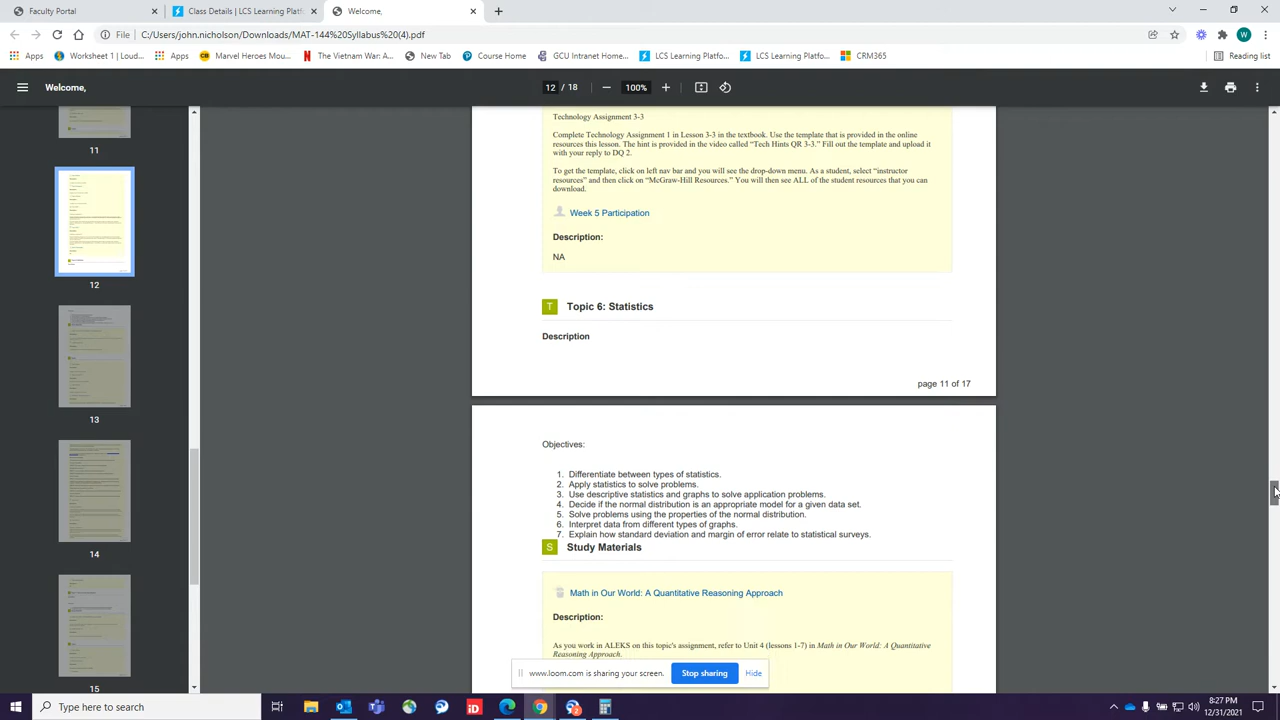 Faculty Portal
Class Details | LCS Learning Pl
Welcome,
File
C:/Users/john.nicholson/Downloads/MAT-144%20Syllabus%20(4).pdf
W
Apps
Worksheet 1 | Holid...
Apps
Marvel Heroes Mou...
The Vietnam War: A...
Course Home
GCU Intranet Home...
LCS Learning Platfo...
LCS Learning Platfo...
CRM365
Reading list
Welcome,
12 / 18
100%
11
12
13
14
15
Technology Assignment 3-3
Complete Technology Assignment 1 in Lesson 3-3 in the textbook. Use the template that is provided in the online
resources this lesson. The hint is provided in the video called “Tech Hints QR 3-3.” Fill out the template and upload it
with your reply to DQ 2.
To get the template, click on left nav bar and you will see the drop-down menu. As a student, select “instructor
resources” and then click on “McGraw-Hill Resources.” You will then see ALL of the student resources that you can
download.
Week 5 Participation
Description:
NA
T
Topic 6: Statistics
Description
page 11 of 17
Objectives:
1. Differentiate between types of statistics.
2. Apply statistics to solve problems.
3. Use descriptive statistics and graphs to solve application problems.
4. Decide if the normal distribution is an appropriate model for a given data set.
5. Solve problems using the properties of the normal distribution.
6. Interpret data from different types of graphs.
7. Explain how standard deviation and margin of error relate to statistical surveys.
S
Study Materials
Math in Our World: A Quantitative Reasoning Approach
Description:
As you work in ALEKS on this topic's assignment, refer to Unit 4 (lessons 1-7) in Math in Our World: A Quantitative
Reasoning Approach.
www.loom.com is sharing your screen.
Stop sharing
Hide
Type here to search
8:27 PM
12/31/2021